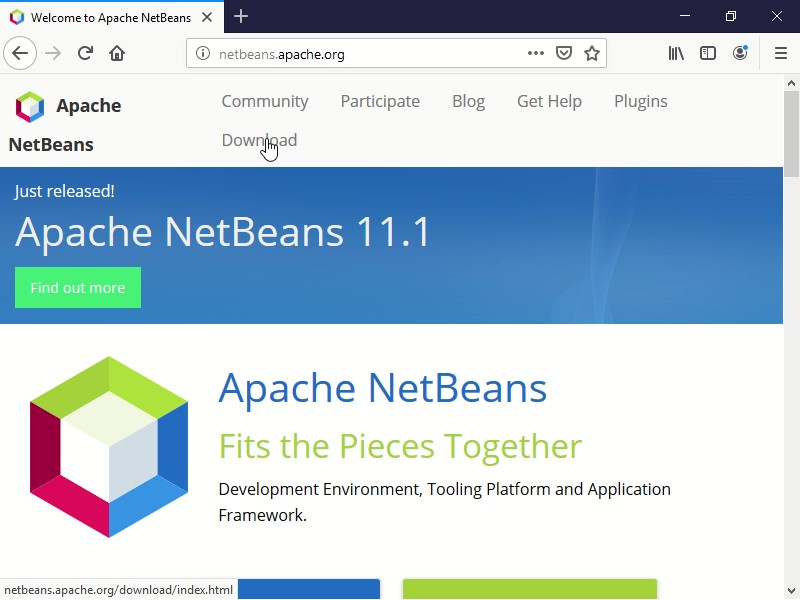 Welcome to Apache NetBeans
netbeans.apache.org
Apache NetBeans
Community Participate Blog Get Help Plugins
Download
Just released!
Apache NetBeans 11.1
Find out more
Apache NetBeans
Fits the Pieces Together
Development Environment, Tooling Platform and Application
Framework.
netbeans.apache.org/download/index.html